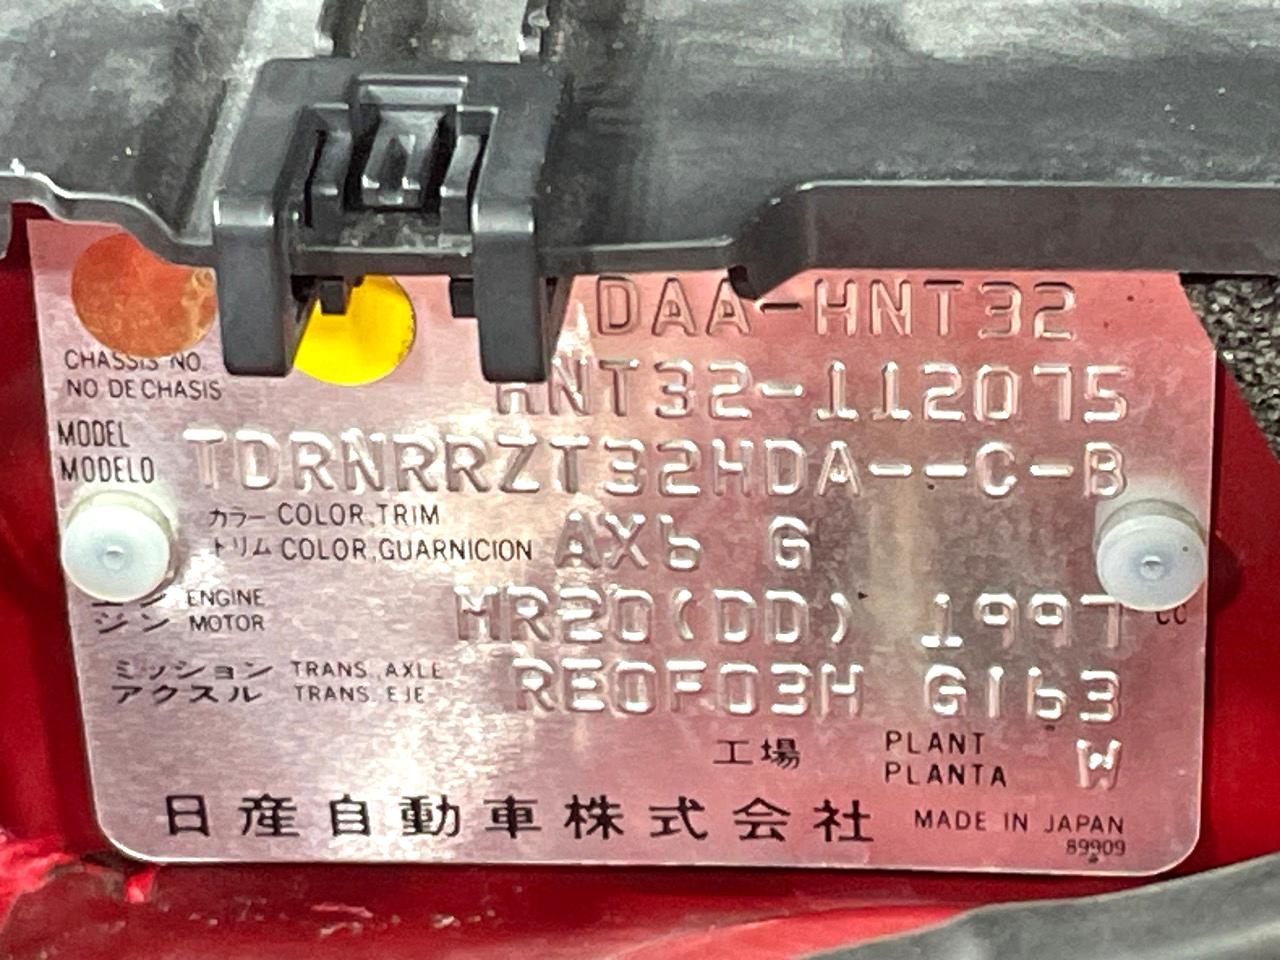 DAA-HNT32
CHASSIS NO.
NO DE CHASIS HNT32-112075
MODEL
MODELO TDRNRRZT32HDA--C-B
カラー COLOR,TRIM
トリム COLOR,GUARNICION AX6 G
エン ENGINE
ジン MOTOR MR20(DD) 1997 CC
ミッション TRANS. AXLE
アクスル TRANS. EJE RE0F03H G163
工場 PLANT
PLANTA W
日産自動車株式会社 MADE IN JAPAN
89909